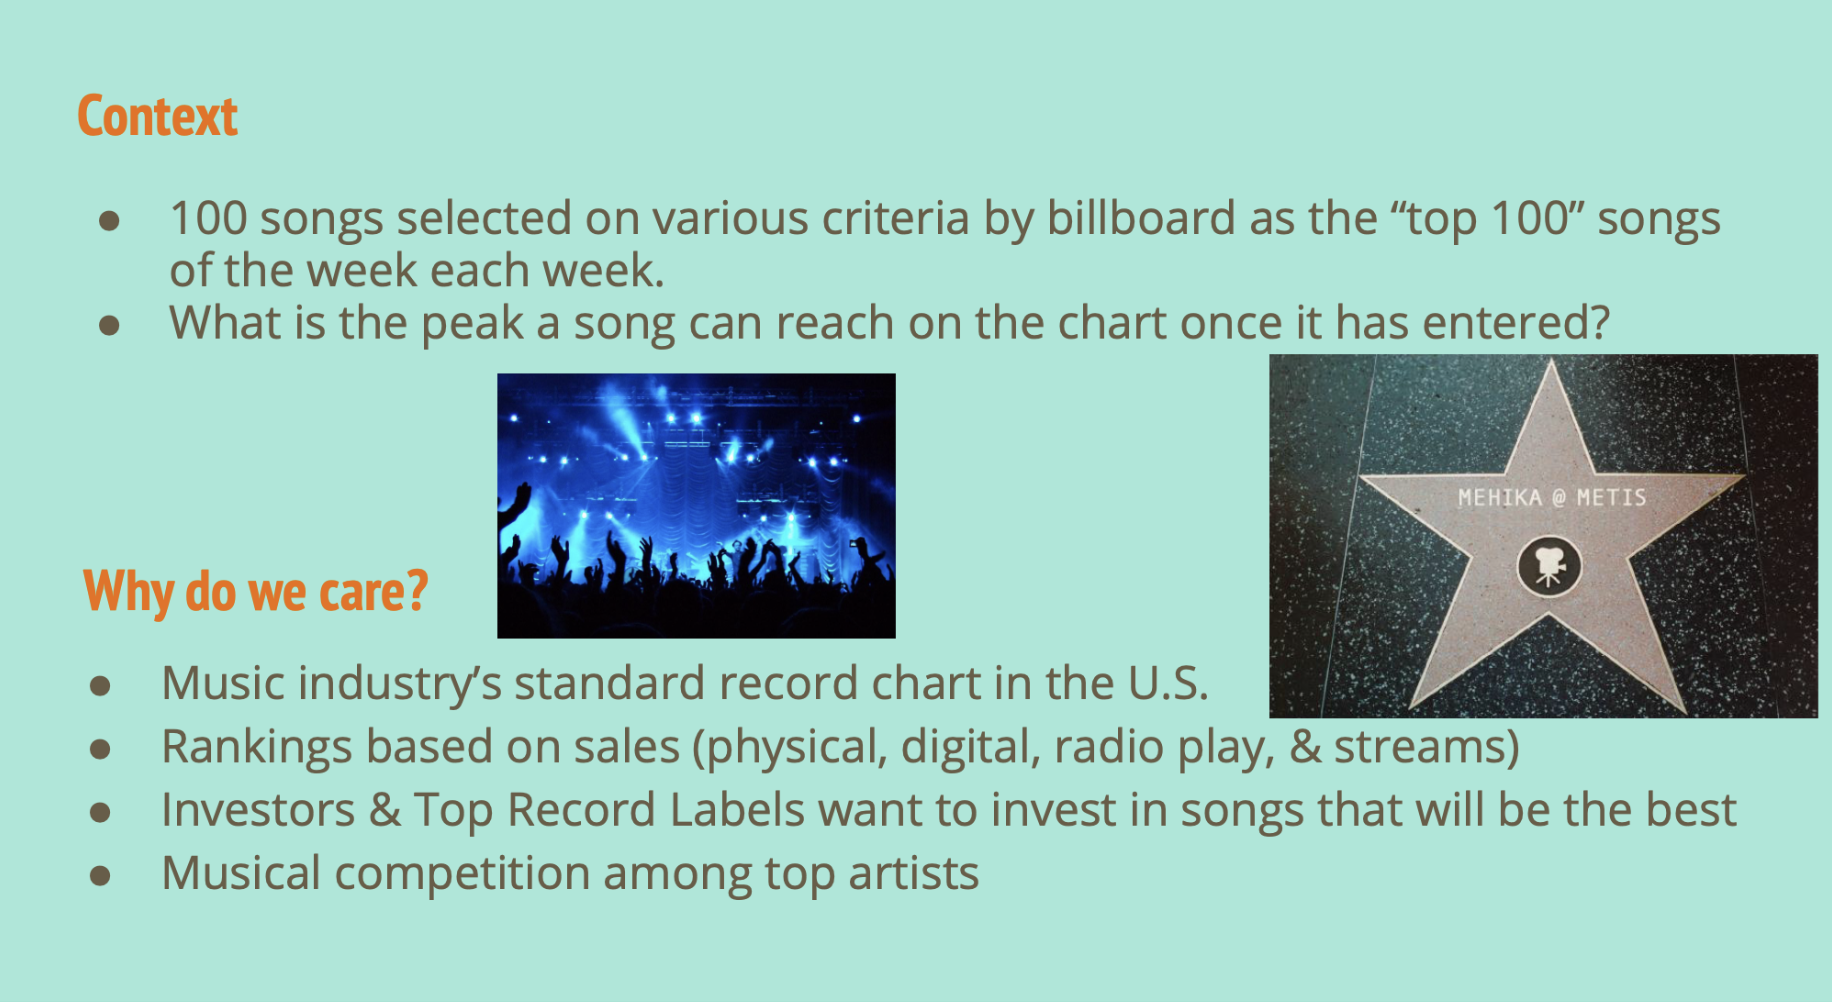 Context
● 100 songs selected on various criteria by billboard as the “top 100” songs
of the week each week.
● What is the peak a song can reach on the chart once it has entered?
MEHIKA @ METIS
Why do we care?
● Music industry’s standard record chart in the U.S.
● Rankings based on sales (physical, digital, radio play, & streams)
● Investors & Top Record Labels want to invest in songs that will be the best
● Musical competition among top artists